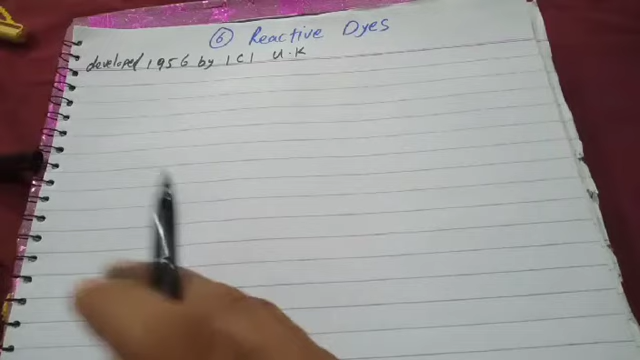 ⑥ Reactive Dyes
developed 1956 by ICI U.K